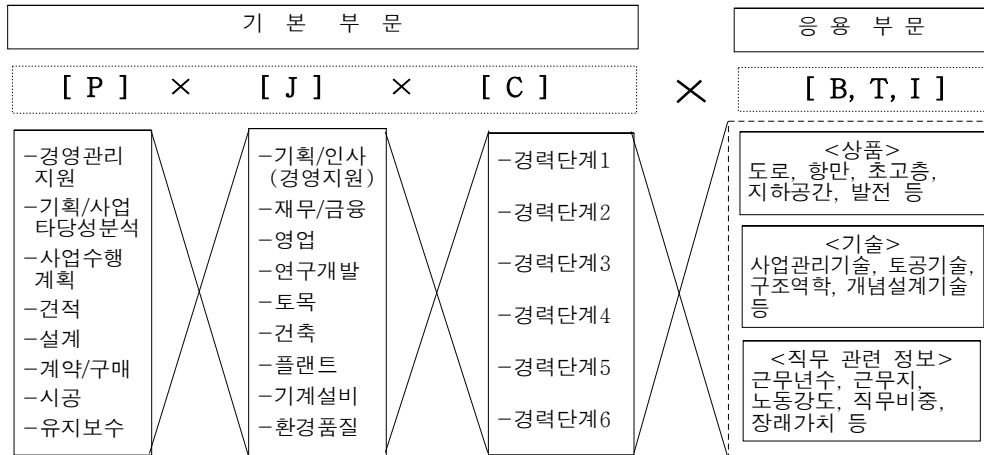 기 본 부 문
응 용 부 문
[ P ] × [ J ] × [ C ] × [ B, T, I ]
-경영관리
지원
-기획/사업
타당성분석
-사업수행
계획
-견적
-설계
-계약/구매
-시공
-유지보수
-기획/인사
(경영지원)
-재무/금융
-영업
-연구개발
-토목
-건축
-플랜트
-기계설비
-환경품질
-경력단계1
-경력단계2
-경력단계3
-경력단계4
-경력단계5
-경력단계6
<상품>
도로, 항만, 초고층,
지하공간, 발전 등
<기술>
사업관리기술, 토공기술,
구조역학, 개념설계기술
등
<직무 관련 정보>
근무년수, 근무지,
노동강도, 직무비중,
장래가치 등